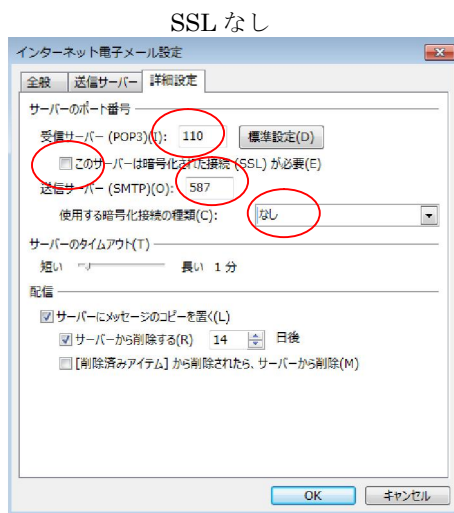 SSL なし
インターネット電子メール設定
全般 送信サーバー 詳細設定
サーバーのポート番号
受信サーバー (POP3)(I): 110 標準設定(D)
このサーバーは暗号化された接続 (SSL) が必要(E)
送信サーバー (SMTP)(O): 587
使用する暗号化接続の種類(C): なし
サーバーのタイムアウト(T)
短い 長い 1 分
配信
サーバーにメッセージのコピーを置く(L)
サーバーから削除する(R) 14 日後
[削除済みアイテム] から削除されたら、サーバーから削除(M)
OK キャンセル